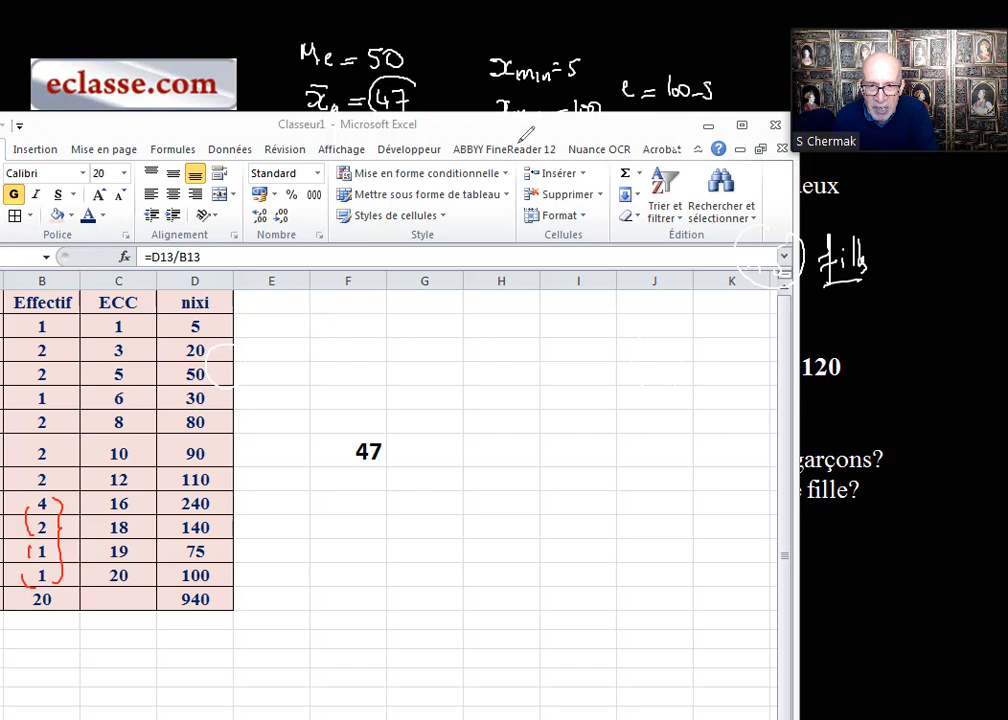 Me = 50
xmin = 5
e = 100-5
eclasse.com
x̄a = 47
= 100
S Chermak
Classeur1 - Microsoft Excel
Insertion Mise en page Formules Données Révision Affichage Développeur ABBYY FineReader 12 Nuance OCR Acrobat
Calibri 20 Standard Mise en forme conditionnelle Insérer Σ
G I S % 000 Mettre sous forme de tableau Supprimer Trier et filtrer Rechercher et sélectionner
A Styles de cellules Format
Police Alignement Nombre Style Cellules Édition
ieux
fx =D13/B13
fills
B C D E F G H I J K
Effectif ECC nixi
1 1 5
2 3 20
2 5 50
120
1 6 30
2 8 80
2 10 90 47
garçons?
2 12 110
fille?
4 16 240
2 18 140
1 19 75
1 20 100
20 940